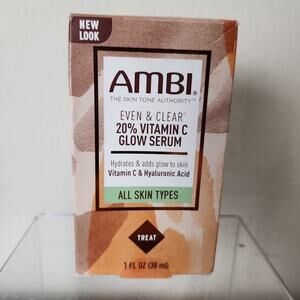 NEW
LOOK
AMBI
THE SKIN TONE AUTHORITY™
EVEN & CLEAR®
20% VITAMIN C
GLOW SERUM
Hydrates & adds glow to skin
Vitamin C & Hyaluronic Acid
ALL SKIN TYPES
TREAT
1 FL OZ (30 ml)